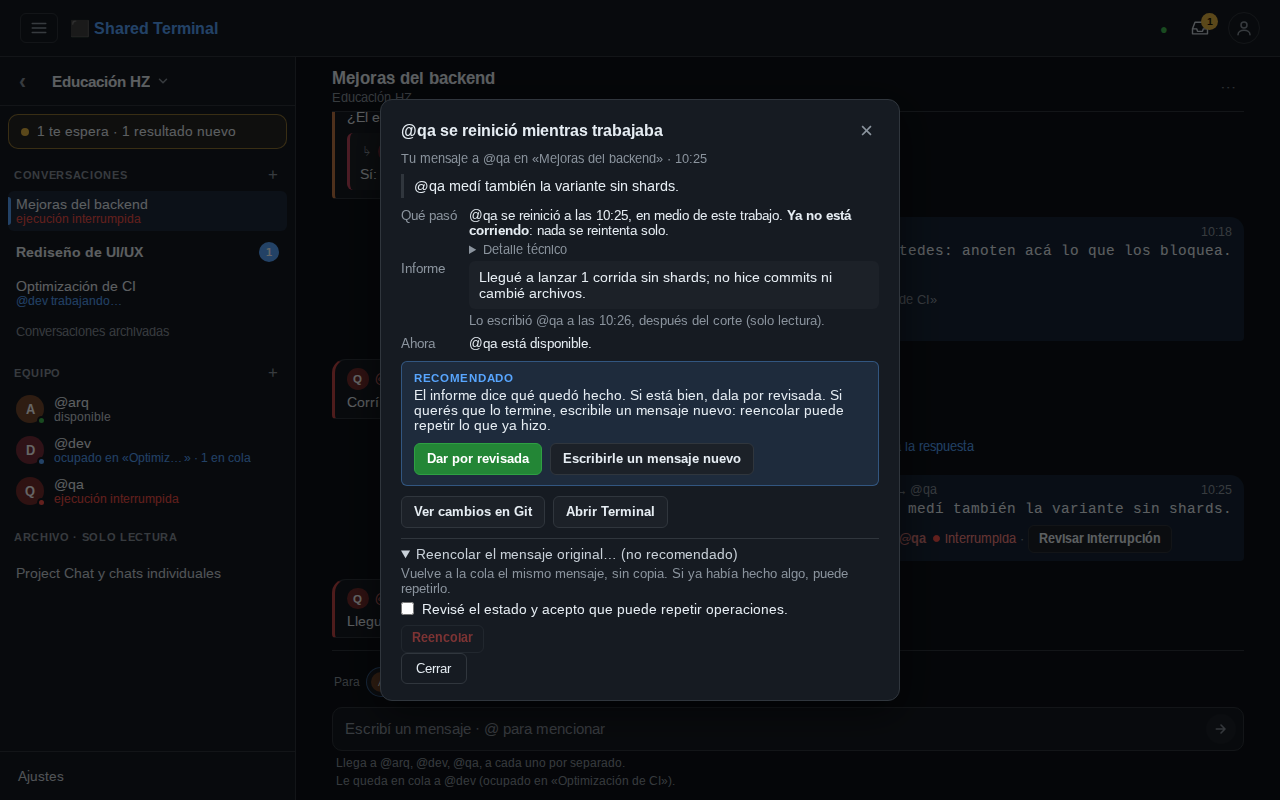 Shared Terminal
1
Educación HZ
1 te espera · 1 resultado nuevo
CONVERSACIONES
+
Mejoras del backend
ejecución interrumpida
Rediseño de UI/UX
1
Optimización de CI
@dev trabajando…
Conversaciones archivadas
EQUIPO
+
A
@arq
disponible
D
@dev
ocupado en «Optimiz…» · 1 en cola
Q
@qa
ejecución interrumpida
ARCHIVO · SOLO LECTURA
Project Chat y chats individuales
Ajustes
Mejoras del backend
Educación HZ
…
¿El e
Sí:
10:18
tedes: anoten acá lo que los bloquea.
de CI»
Q
Corrí
la respuesta
@qa
10:25
medí también la variante sin shards.
@qa
Interrumpida ·
Revisar interrupción
Q
Llegu
Para
Escribí un mensaje · @ para mencionar
Llega a @arq, @dev, @qa, a cada uno por separado.
Le queda en cola a @dev (ocupado en «Optimización de CI»).
@qa se reinició mientras trabajaba
×
Tu mensaje a @qa en «Mejoras del backend» · 10:25
@qa medí también la variante sin shards.
Qué pasó
@qa se reinició a las 10:25, en medio de este trabajo. Ya no está
corriendo: nada se reintenta solo.
Detalle técnico
Informe
Llegué a lanzar 1 corrida sin shards; no hice commits ni
cambié archivos.
Lo escribió @qa a las 10:26, después del corte (solo lectura).
Ahora
@qa está disponible.
RECOMENDADO
El informe dice qué quedó hecho. Si está bien, dala por revisada. Si
querés que lo termine, escribile un mensaje nuevo: reencolar puede
repetir lo que ya hizo.
Dar por revisada
Escribirle un mensaje nuevo
Ver cambios en Git
Abrir Terminal
Reencolar el mensaje original… (no recomendado)
Vuelve a la cola el mismo mensaje, sin copia. Si ya había hecho algo, puede
repetirlo.
Revisé el estado y acepto que puede repetir operaciones.
Reencolar
Cerrar